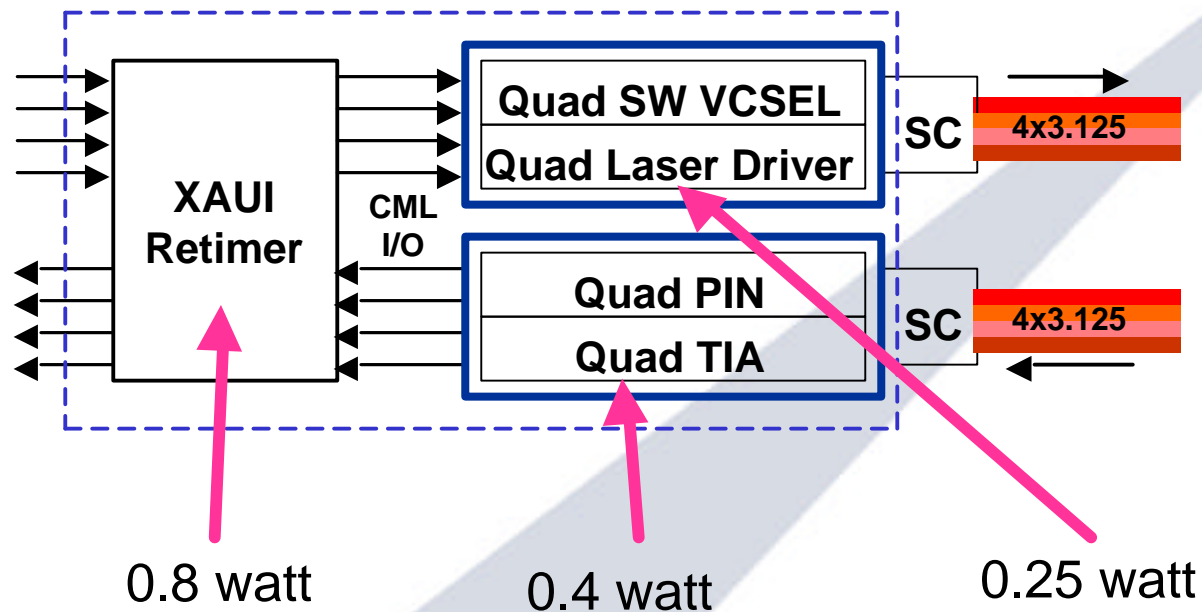 XAUI
Retimer
CML
I/O
Quad SW VCSEL
Quad Laser Driver
SC
4x3.125
Quad PIN
Quad TIA
SC
4x3.125
0.8 watt
0.4 watt
0.25 watt